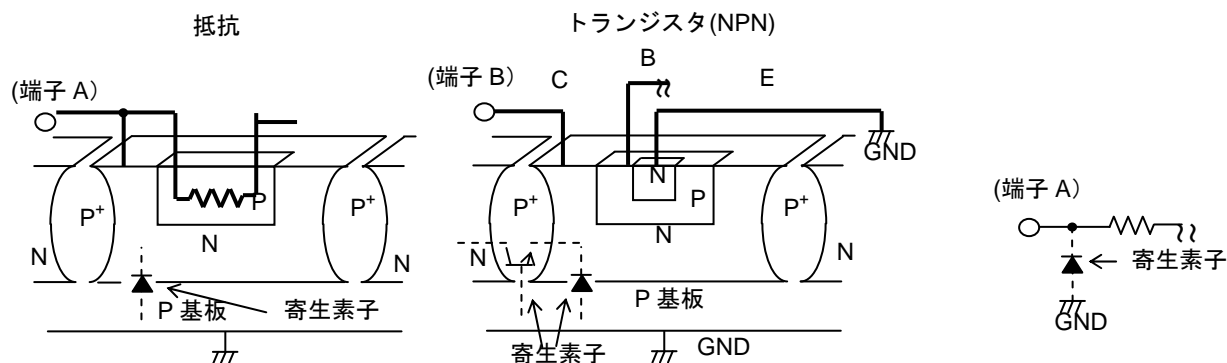 抵抗
(端子 A)
P+
P
P+
N
N
N
P 基板
寄生素子
トランジスタ(NPN)
(端子 B)
C
B
E
GND
P+
N
P
P+
N
N
N
P 基板
寄生素子
GND
(端子 A)
寄生素子
GND